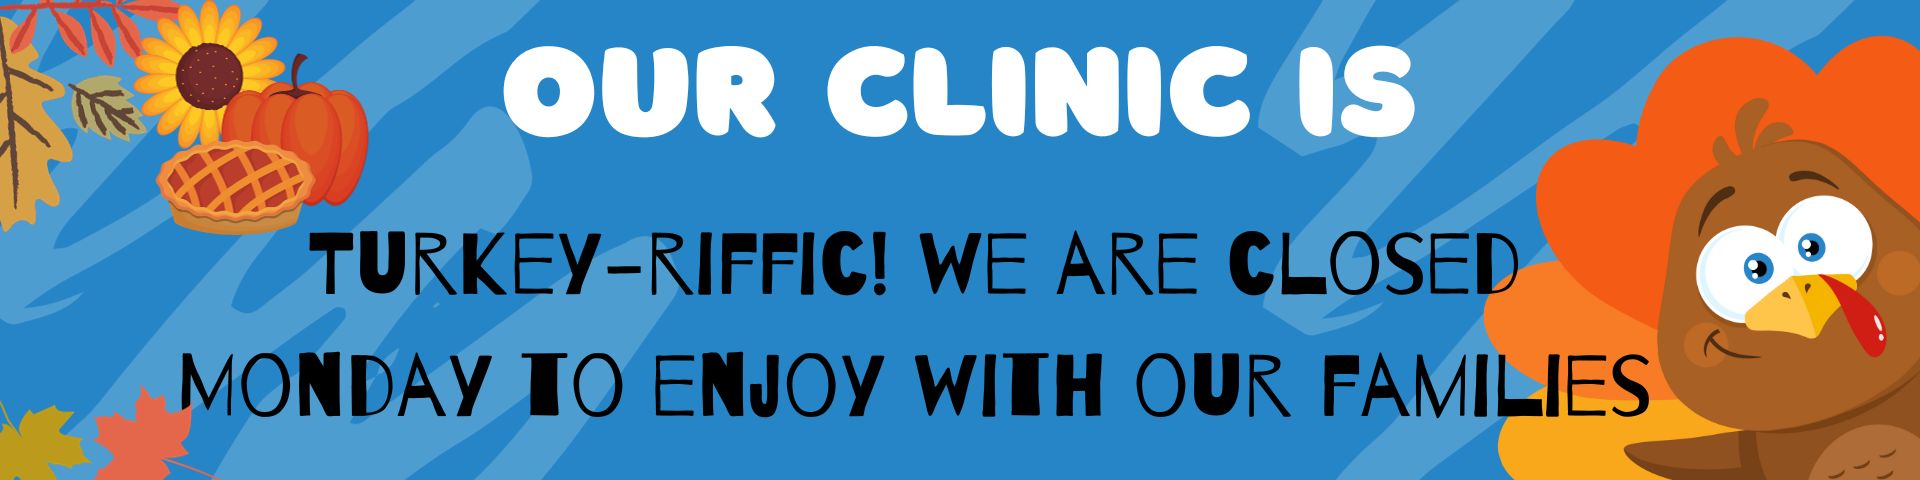 OUR CLINIC IS
TURKEY-RIFFIC! WE ARE CLOSED
MONDAY TO ENJOY WITH OUR FAMILIES